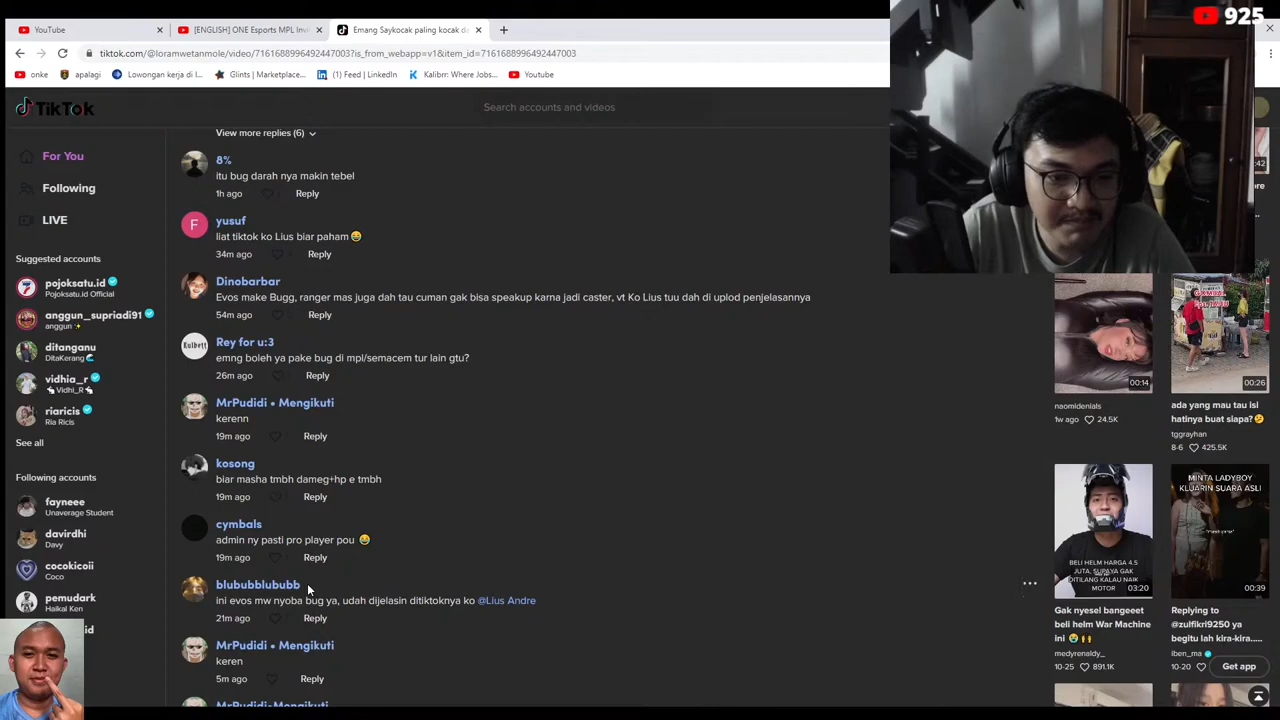 925
YouTube
[ENGLISH] ONE Esports MPL Inv
Emang Saykocak paling kocak da
tiktok.com/@loramwetanmole/video/7161688996492447003?is_from_webapp=v1&item_id=7161688996492447003
onke
apalagi
Lowongan kerja di I...
Glints | Marketplace...
(1) Feed | LinkedIn
Kalibrr: Where Jobs...
Youtube
TikTok
Search accounts and videos
For You
Following
LIVE
Suggested accounts
pojoksatu.id
Pojoksatu.id Official
anggun_supriadi91
anggun ✨
ditanganu
DitaKerang
vidhia_r
Vidhi_R
riaricis
Ria Ricis
See all
Following accounts
fayneee
Unaverage Student
davirdhi
Davy
cocokicoii
Coco
pemudark
Haikal Ken
id
View more replies (6)
8%
itu bug darah nya makin tebel
1h ago Reply
F
yusuf
liat tiktok ko Lius biar paham 😂
34m ago Reply
Dinobarbar
Evos make Bugg, ranger mas juga dah tau cuman gak bisa speakup karna jadi caster, vt Ko Lius tuu dah di uplod penjelasannya
54m ago Reply
Kulbett
Rey for u:3
emng boleh ya pake bug di mpl/semacem tur lain gtu?
26m ago Reply
MrPudidi • Mengikuti
kerenn
19m ago Reply
kosong
biar masha tmbh dameg+hp e tmbh
19m ago Reply
cymbals
admin ny pasti pro player pou 😂
19m ago Reply
blububblububb
ini evos mw nyoba bug ya, udah dijelasin ditiktoknya ko @Lius Andre
21m ago Reply
MrPudidi • Mengikuti
keren
5m ago Reply
MrPudidi • Mengikuti
:42
ore
00:14
naomidenials
1w ago 24.5K
00:26
ada yang mau tau isi
hatinya buat siapa?
tggrayhan
8-6 425.5K
BELI HELM HARGA 4.5
JUTA, SUPAYA GAK
DITILANG KALAU NAIK
MOTOR
03:20
Gak nyesel bangeeet
beli helm War Machine
ini 😭🙌
medyrenaldy_
10-25 891.1K
MINTA LADYBOY
KLUARIN SUARA ASLI
00:39
Replying to
@zulfikri9250 ya
begitu lah kira-kira.....
iben_ma
10-20
Get app